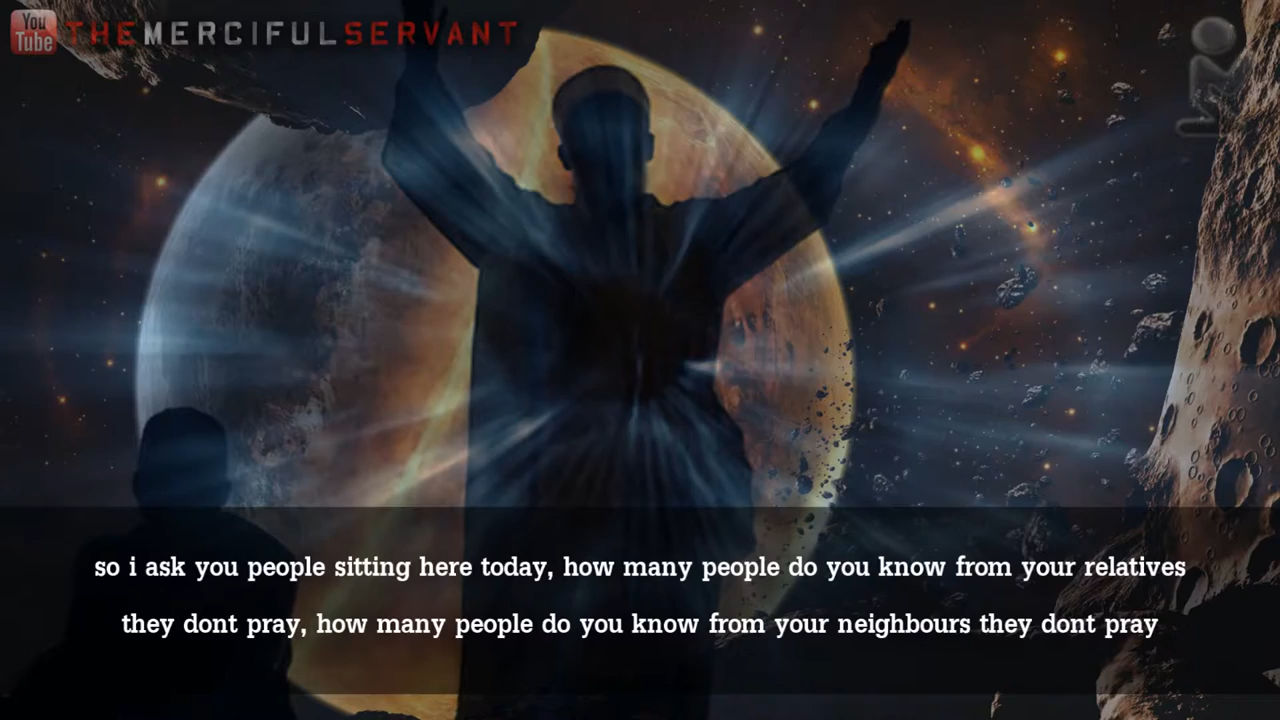 You
Tube
THEMERCIFULSERVANT
so i ask you people sitting here today, how many people do you know from your relatives
they dont pray, how many people do you know from your neighbours they dont pray